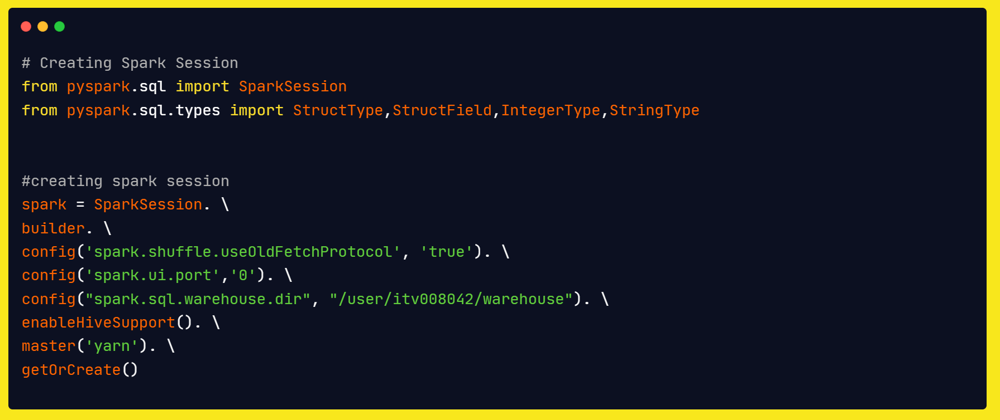 # Creating Spark Session
from pyspark.sql import SparkSession
from pyspark.sql.types import StructType,StructField,IntegerType,StringType
#creating spark session
spark = SparkSession. \
builder. \
config('spark.shuffle.useOldFetchProtocol', 'true'). \
config('spark.ui.port','0'). \
config("spark.sql.warehouse.dir", "/user/itv008042/warehouse"). \
enableHiveSupport(). \
master('yarn'). \
getOrCreate()